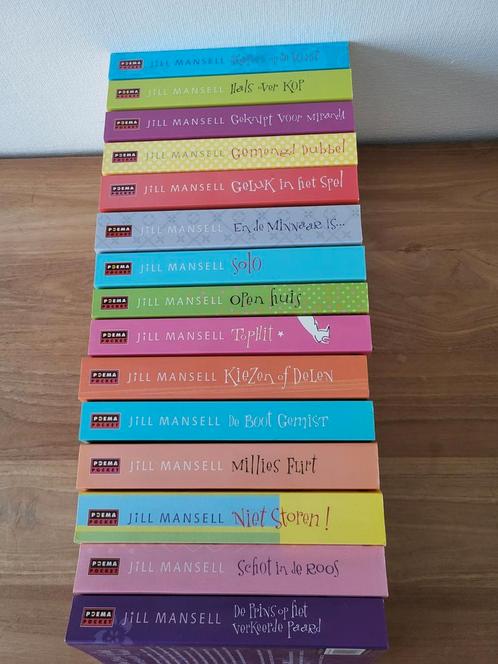 POEMA POCKET JILL MANSELL
POEMA POCKET JILL MANSELL Hals over Kop
POEMA POCKET JILL MANSELL Geknipt voor Miranda
POEMA POCKET JILL MANSELL Gemengd Dubbel
POEMA POCKET JILL MANSELL Geluk in het Spel
POEMA POCKET JILL MANSELL En de Minnaar is...
POEMA POCKET JILL MANSELL Solo
POEMA POCKET JILL MANSELL Open huis
POEMA POCKET JILL MANSELL Tophit
POEMA POCKET JILL MANSELL Kiezen of Delen
POEMA POCKET JILL MANSELL De Boot Gemist
POEMA POCKET JILL MANSELL Millies Flirt
POEMA POCKET JILL MANSELL Niet Storen!
POEMA POCKET JILL MANSELL Schot in de Roos
POEMA POCKET JILL MANSELL De Prins op het
verkeerde Paard